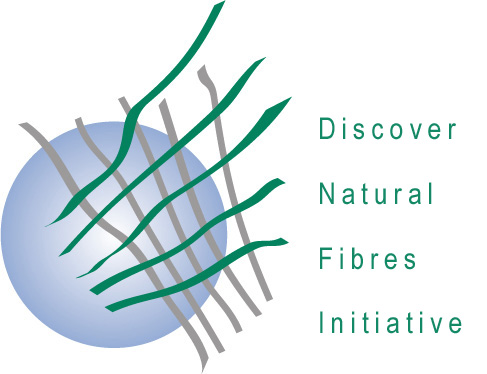 Discover
Natural
Fibres
Initiative